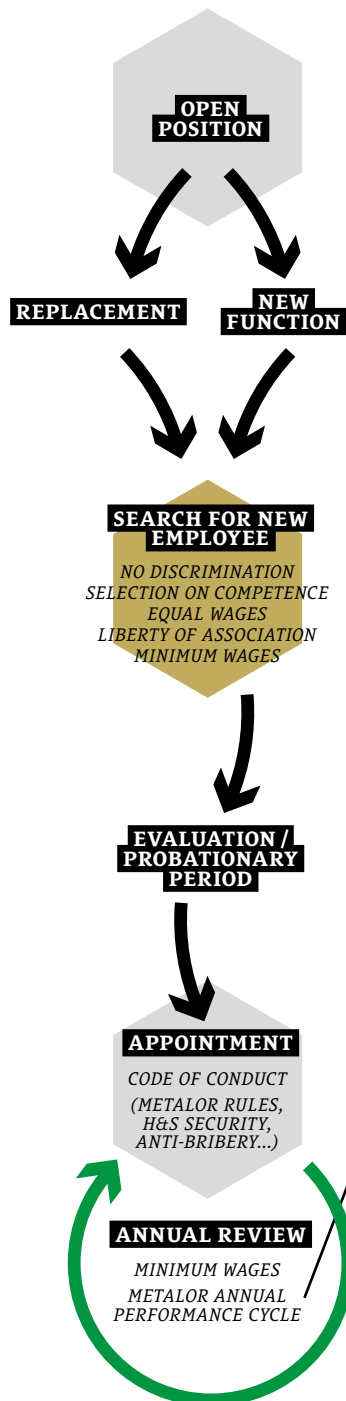 OPEN
POSITION
REPLACEMENT
NEW
FUNCTION
SEARCH FOR NEW
EMPLOYEE
NO DISCRIMINATION
SELECTION ON COMPETENCE
EQUAL WAGES
LIBERTY OF ASSOCIATION
MINIMUM WAGES
EVALUATION /
PROBATIONARY
PERIOD
APPOINTMENT
CODE OF CONDUCT
(METALOR RULES,
H&S SECURITY,
ANTI-BRIBERY...)
ANNUAL REVIEW
MINIMUM WAGES
METALOR ANNUAL
PERFORMANCE CYCLE